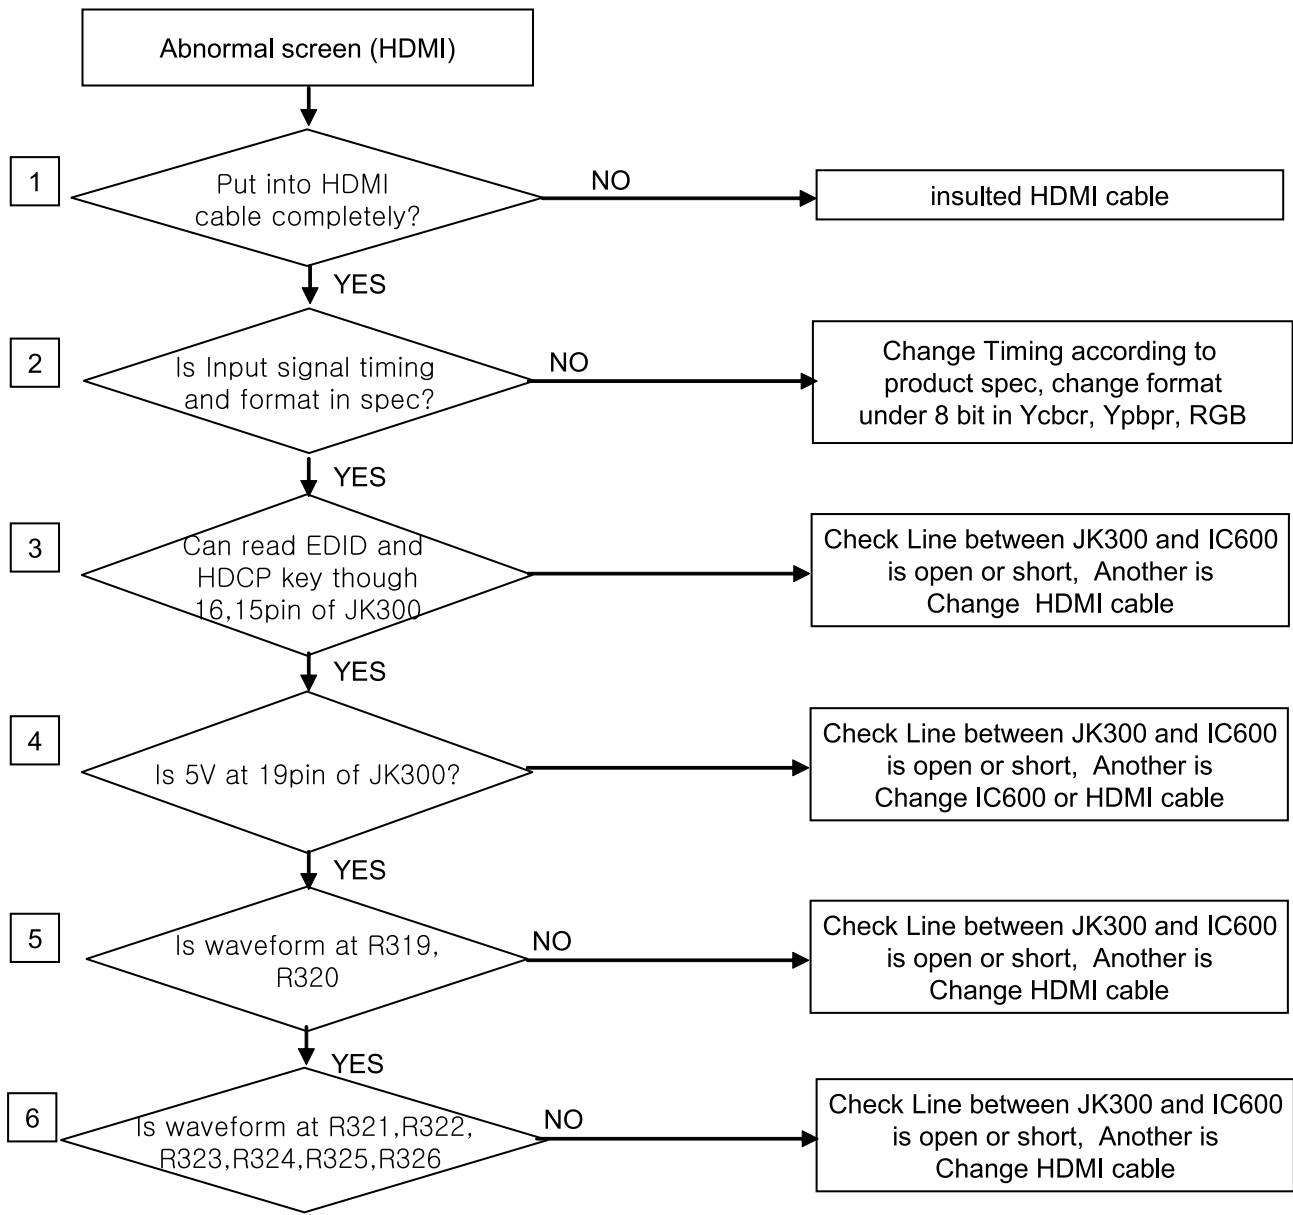 Abnormal screen (HDMI)
1
Put into HDMI
cable completely?
NO
insulted HDMI cable
YES
2
Is Input signal timing
and format in spec?
NO
Change Timing according to
product spec, change format
under 8 bit in Ycbcr, Ypbpr, RGB
YES
3
Can read EDID and
HDCP key though
16,15pin of JK300
Check Line between JK300 and IC600
is open or short, Another is
Change HDMI cable
YES
4
Is 5V at 19pin of JK300?
Check Line between JK300 and IC600
is open or short, Another is
Change IC600 or HDMI cable
YES
5
Is waveform at R319,
R320
NO
Check Line between JK300 and IC600
is open or short, Another is
Change HDMI cable
YES
6
Is waveform at R321,R322,
R323,R324,R325,R326
NO
Check Line between JK300 and IC600
is open or short, Another is
Change HDMI cable